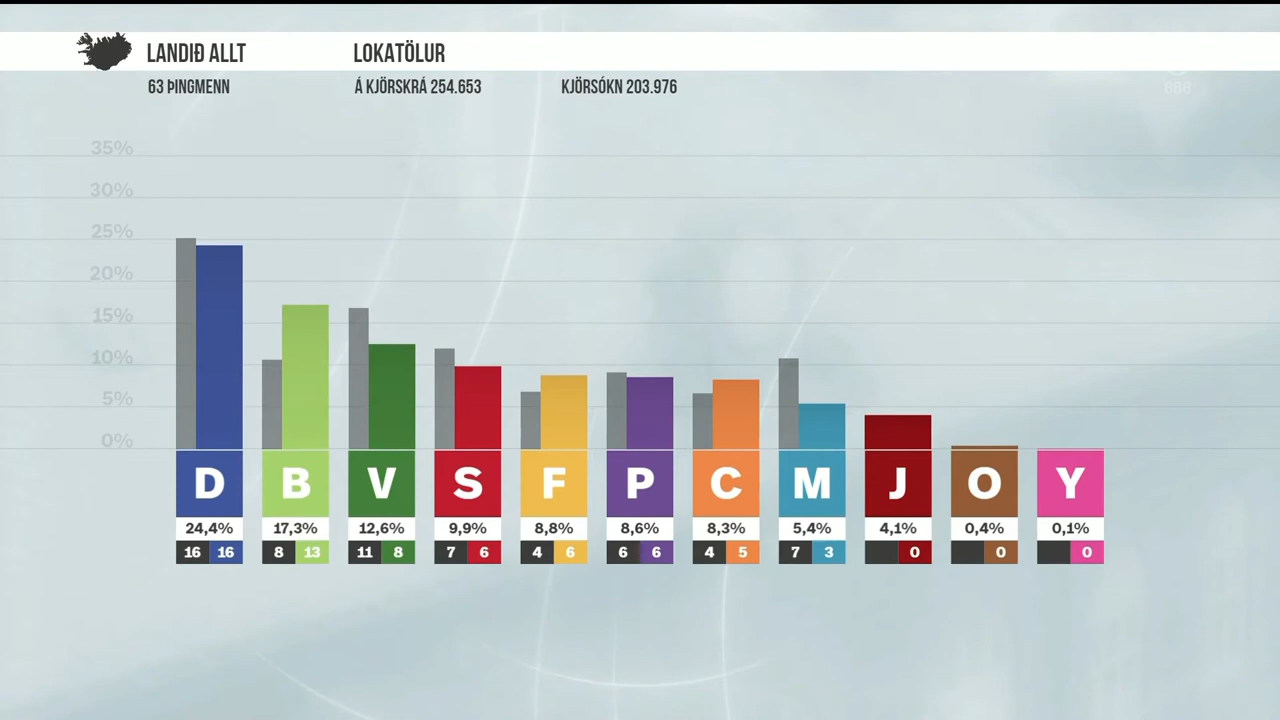 LANDIÐ ALLT LOKATÖLUR
63 ÞINGMENN Á KJÖRSKRÁ 254.653 KJÖRSÓKN 203.976
888
35%
30%
25%
20%
15%
10%
5%
0%
D B V S F P C M J O Y
24,4% 17,3% 12,6% 9,9% 8,8% 8,6% 8,3% 5,4% 4,1% 0,4% 0,1%
16 16 8 13 11 8 7 6 4 6 6 6 4 5 7 3 0 0 0